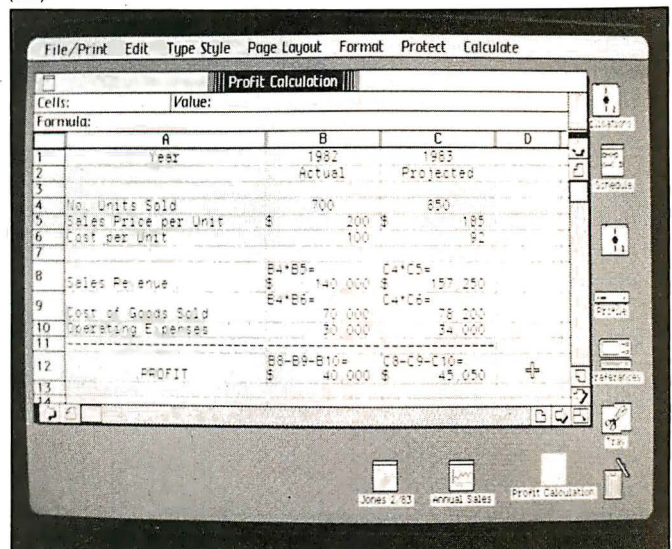 File/Print Edit Type Style Page Layout Format Protect Calculate
Profit Calculation
Cells: Value:
Formula:
A B C D
1 Year 1982 1983
2 Actual Projected
3
4 No. Units Sold 700 850
5 Sales Price per Unit $ 200 $ 185
6 Cost per Unit 100 92
7
B4*B5= C4*C5=
8 Sales Revenue $ 140,000 $ 157,250
B4*B6= C4*C6=
9 Cost of Goods Sold 70,000 78,200
10 Operating Expenses 30,000 34,000
11
B8-B9-B10= C8-C9-C10=
12 PROFIT $ 40,000 $ 45,050
13
14
Schedule
Profile
Preferences
Tray
Jones 2/83 Annual Sales Profit Calculation